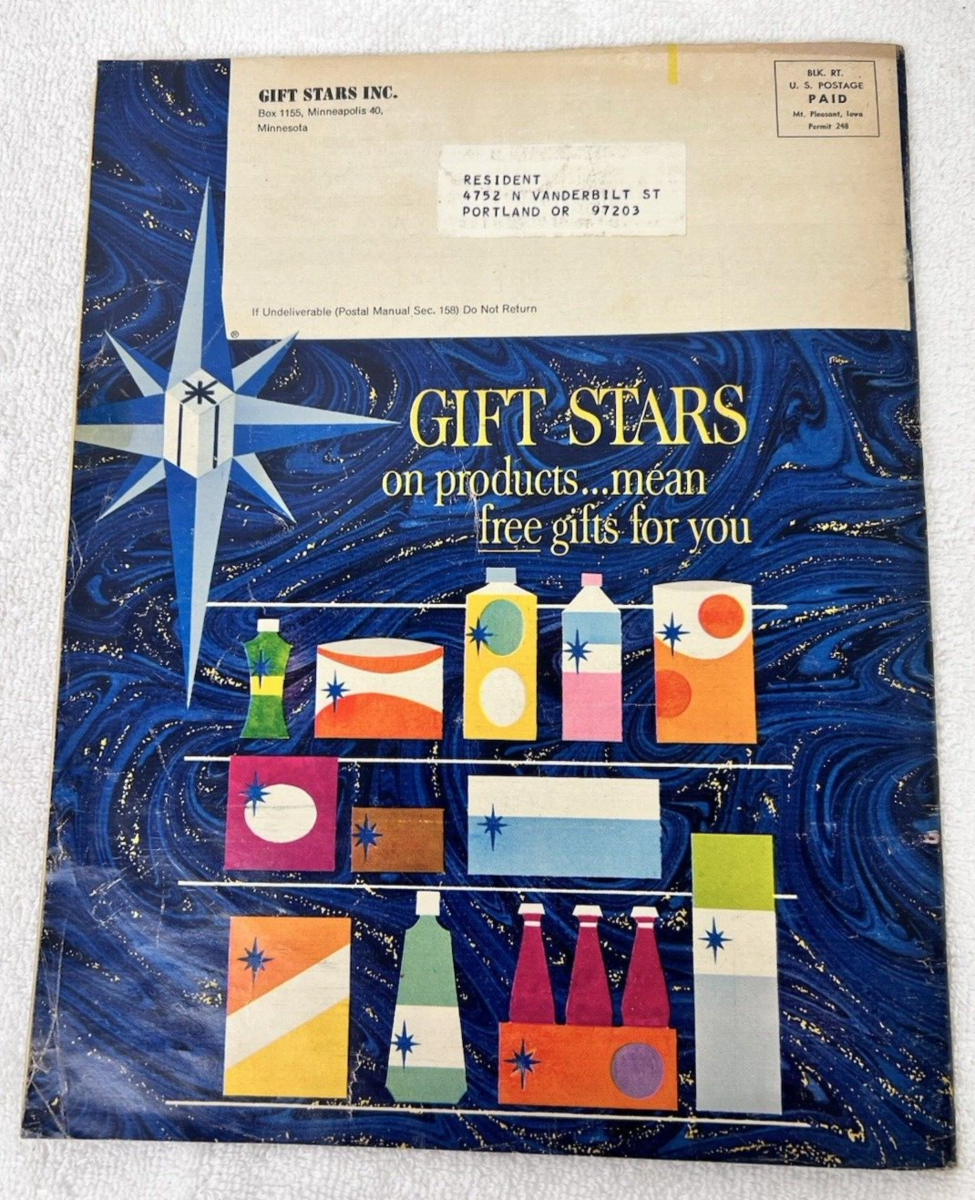 GIFT STARS INC.
Box 1155, Minneapolis 40,
Minnesota
BLK. RT.
U. S. POSTAGE
PAID
Mt. Pleasant, Iowa
Permit 248
RESIDENT
4752 N VANDERBILT ST
PORTLAND OR 97203
If Undeliverable (Postal Manual Sec. 158) Do Not Return
®
GIFT STARS
on products...mean
free gifts for you